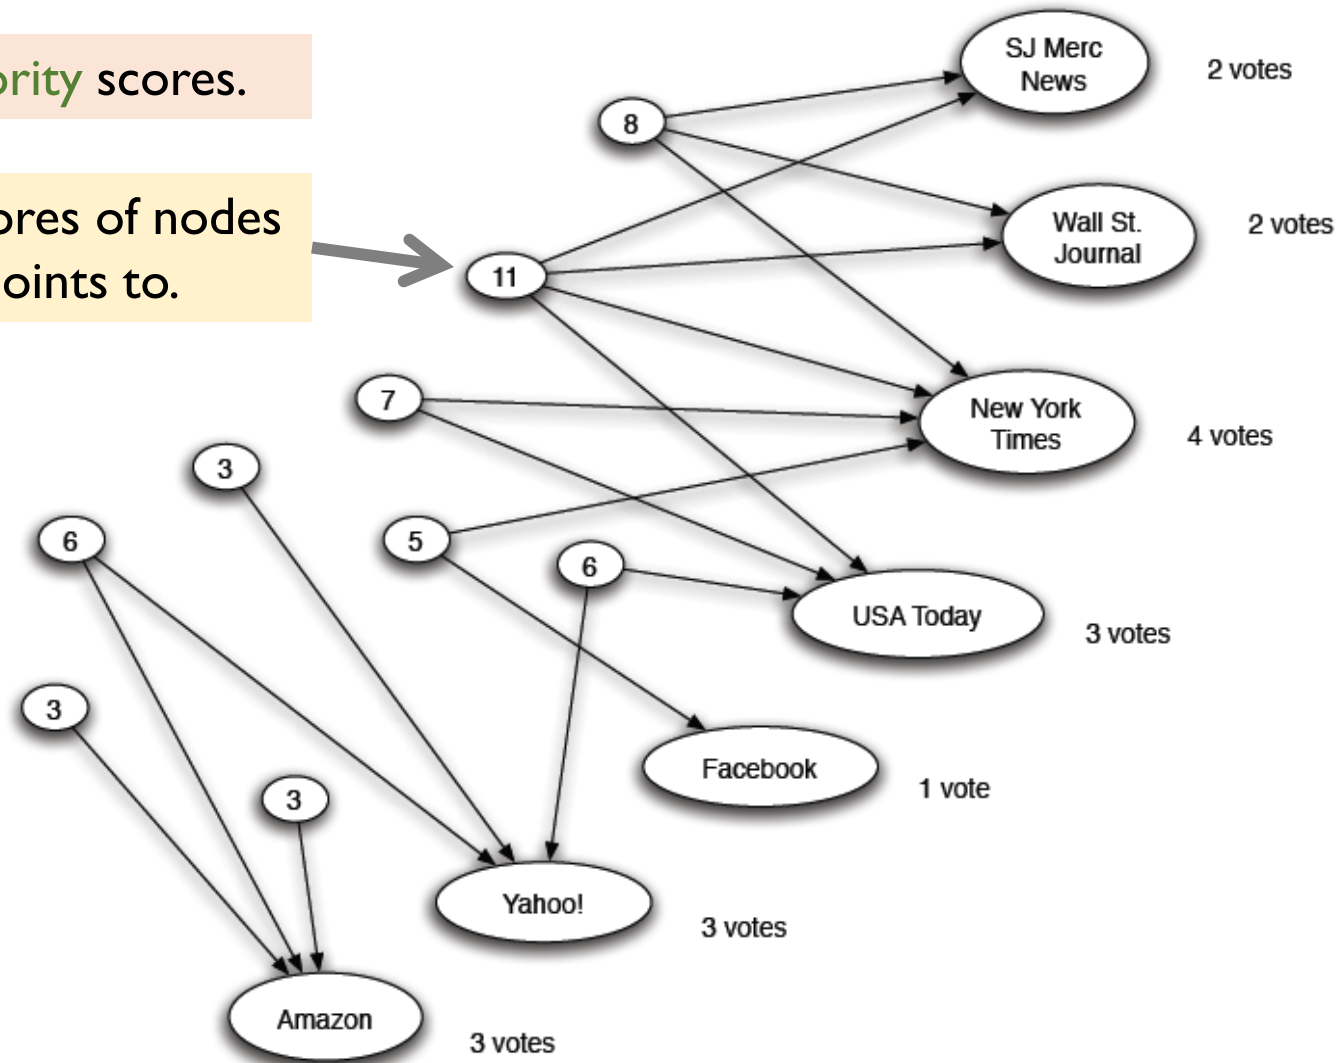 ority scores.
ores of nodes
oints to.
SJ Merc
News
2 votes
8
Wall St.
Journal
2 votes
11
7
New York
Times
4 votes
3
6
5
6
USA Today
3 votes
3
Facebook
1 vote
3
Yahoo!
3 votes
Amazon
3 votes